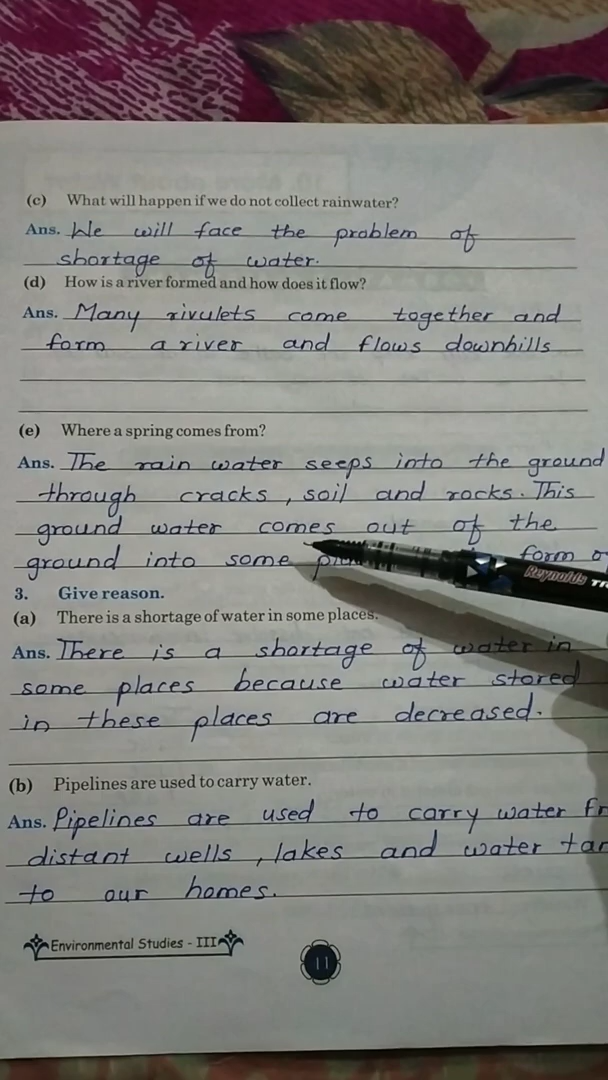 (c) What will happen if we do not collect rainwater?
Ans. We will face the problem of
shortage of water.
(d) How is a river formed and how does it flow?
Ans. Many rivulets come together and
form a river and flows downhills
(e) Where a spring comes from?
Ans. The rain water seeps into the ground
through cracks, soil and rocks. This
ground water comes out of the
ground into some form
3. Give reason.
(a) There is a shortage of water in some places.
Ans. There is a shortage of water in
some places because water stored
in these places are decreased.
(b) Pipelines are used to carry water.
Ans. Pipelines are used to carry water
distant wells, lakes and water
to our homes.
Environmental Studies - III
11
Reynolds